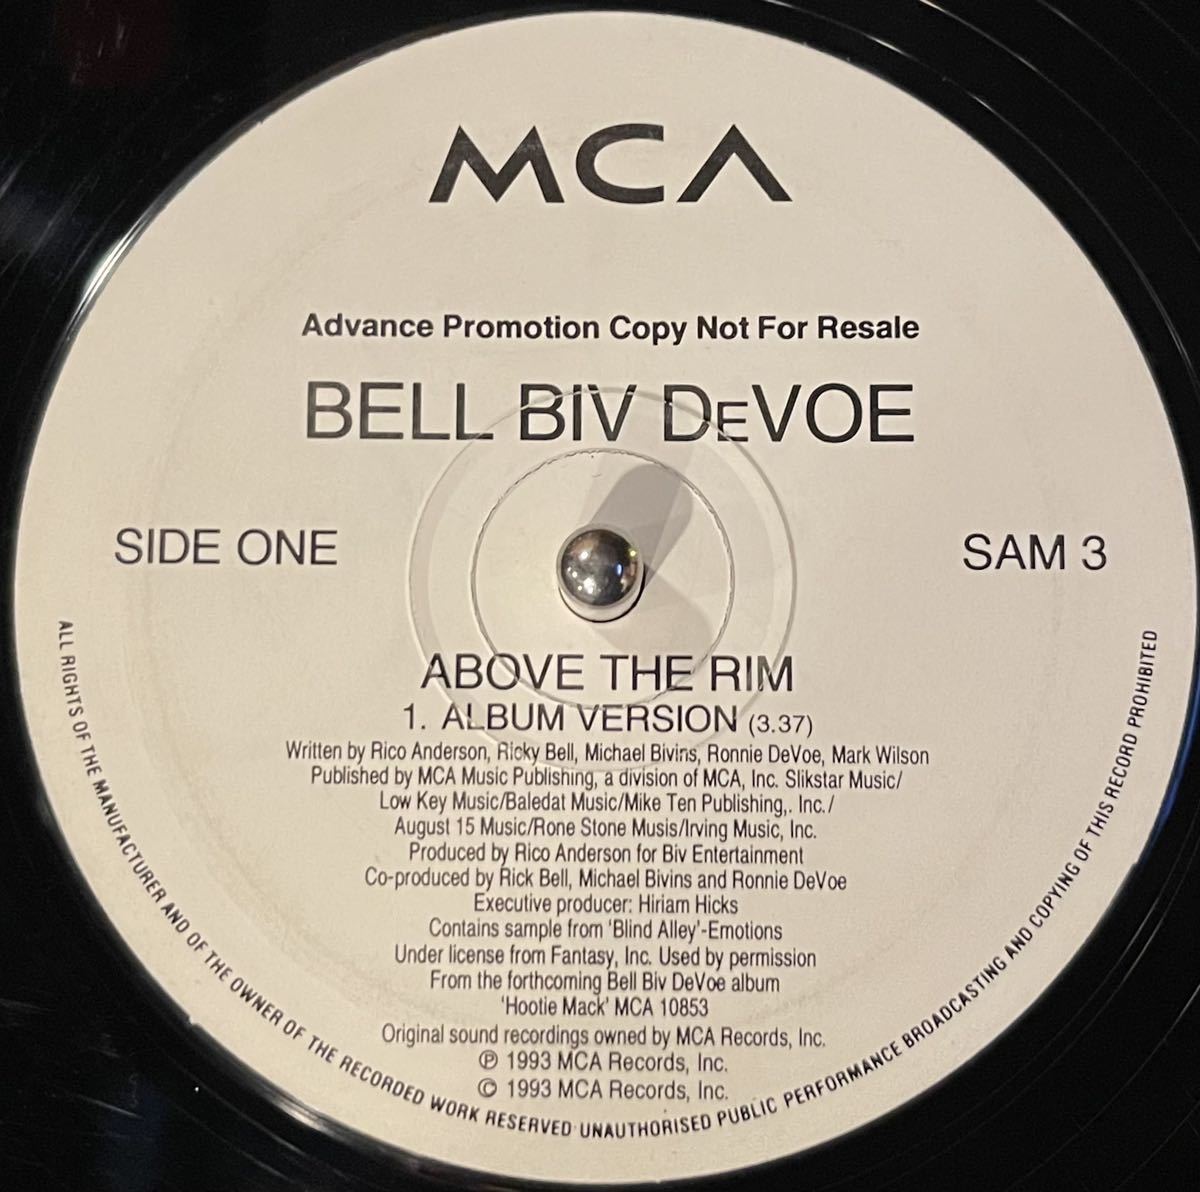 MCA
Advance Promotion Copy Not For Resale
BELL BIV DeVOE
SIDE ONE
SAM 3
ABOVE THE RIM
1. ALBUM VERSION (3.37)
Written by Rico Anderson, Ricky Bell, Michael Bivins, Ronnie DeVoe, Mark Wilson
Published by MCA Music Publishing, a division of MCA, Inc. Slikstar Music/
Low Key Music/Baledat Music/Mike Ten Publishing,. Inc./
August 15 Music/Rone Stone Musis/Irving Music, Inc.
Produced by Rico Anderson for Biv Entertainment
Co-produced by Rick Bell, Michael Bivins and Ronnie DeVoe
Executive producer: Hiriam Hicks
Contains sample from 'Blind Alley'-Emotions
Under license from Fantasy, Inc. Used by permission
From the forthcoming Bell Biv DeVoe album
'Hootie Mack' MCA 10853
Original sound recordings owned by MCA Records, Inc.
℗ 1993 MCA Records, Inc.
© 1993 MCA Records, Inc.
ALL RIGHTS OF THE MANUFACTURER AND OF THE OWNER OF THE RECORDED WORK RESERVED UNAUTHORISED PUBLIC PERFORMANCE BROADCASTING AND COPYING OF THIS RECORD PROHIBITED